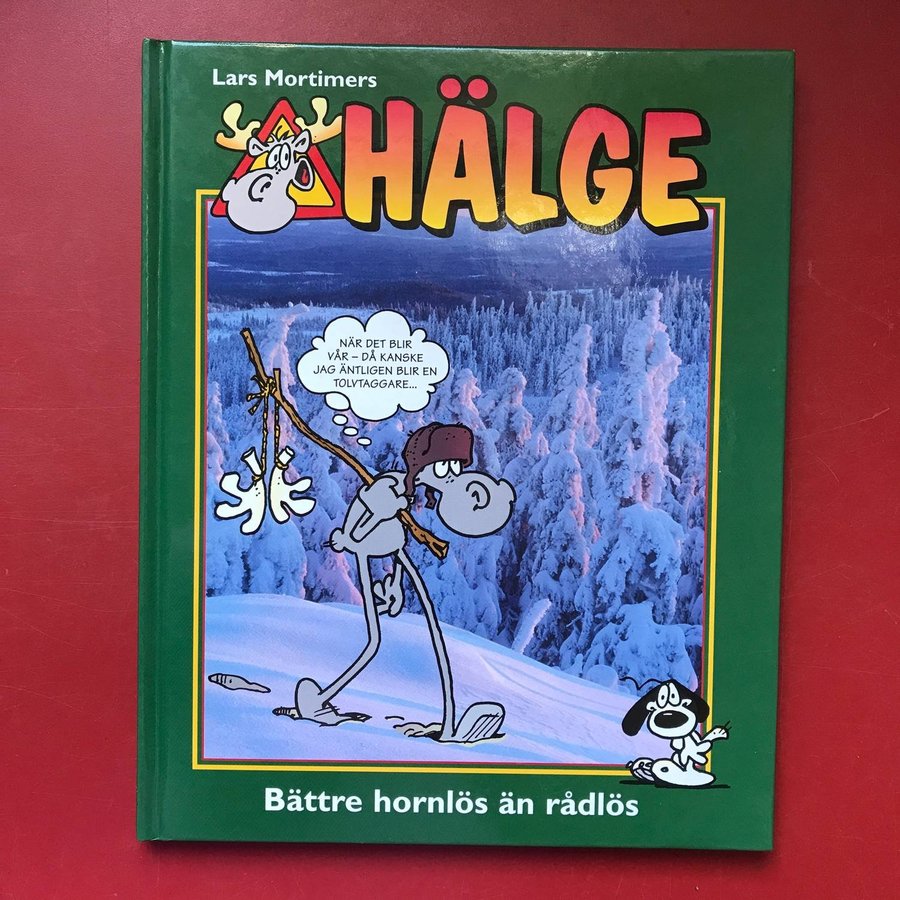 Lars Mortimers
HÄLGE
NÄR DET BLIR
VÅR – DÅ KANSKE
JAG ÄNTLIGEN BLIR EN
TOLVTAGGARE...
Bättre hornlös än rådlös